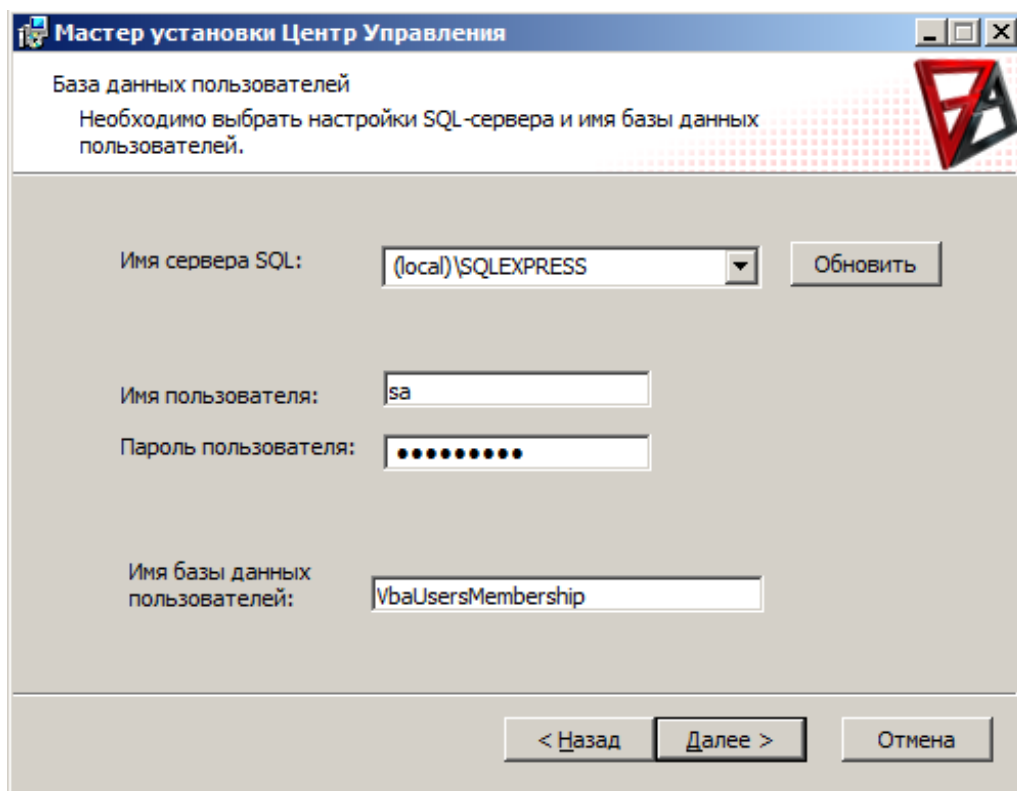 Мастер установки Центр Управления
База данных пользователей
Необходимо выбрать настройки SQL-сервера и имя базы данных
пользователей.
Имя сервера SQL: (local)\SQLEXPRESS Обновить
Имя пользователя: sa
Пароль пользователя: •••••••••
Имя базы данных
пользователей: VbaUsersMembership
< Назад Далее > Отмена